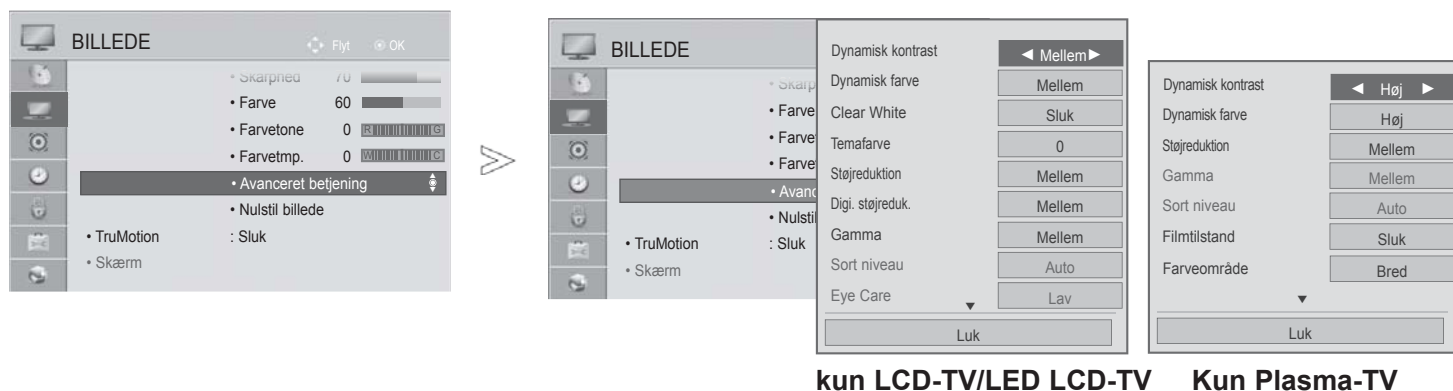 BILLEDE
Flyt OK
• Skarphed 70
• Farve 60
• Farvetone 0 R G
• Farvetmp. 0 W C
• Avanceret betjening
• Nulstil billede
• TruMotion : Sluk
• Skærm
BILLEDE
• Skarp
• Farve
• Farve
• Farve
• Avanc
• Nulstil
• TruMotion : Sluk
• Skærm
Dynamisk kontrast ◄ Mellem►
Dynamisk farve Mellem
Clear White Sluk
Temafarve 0
Støjreduktion Mellem
Digi. støjreduk. Mellem
Gamma Mellem
Sort niveau Auto
Eye Care Lav
Luk
kun LCD-TV/LED LCD-TV
Dynamisk kontrast ◄ Høj ►
Dynamisk farve Høj
Støjreduktion Mellem
Gamma Mellem
Sort niveau Auto
Filmtilstand Sluk
Farveområde Bred
Luk
Kun Plasma-TV